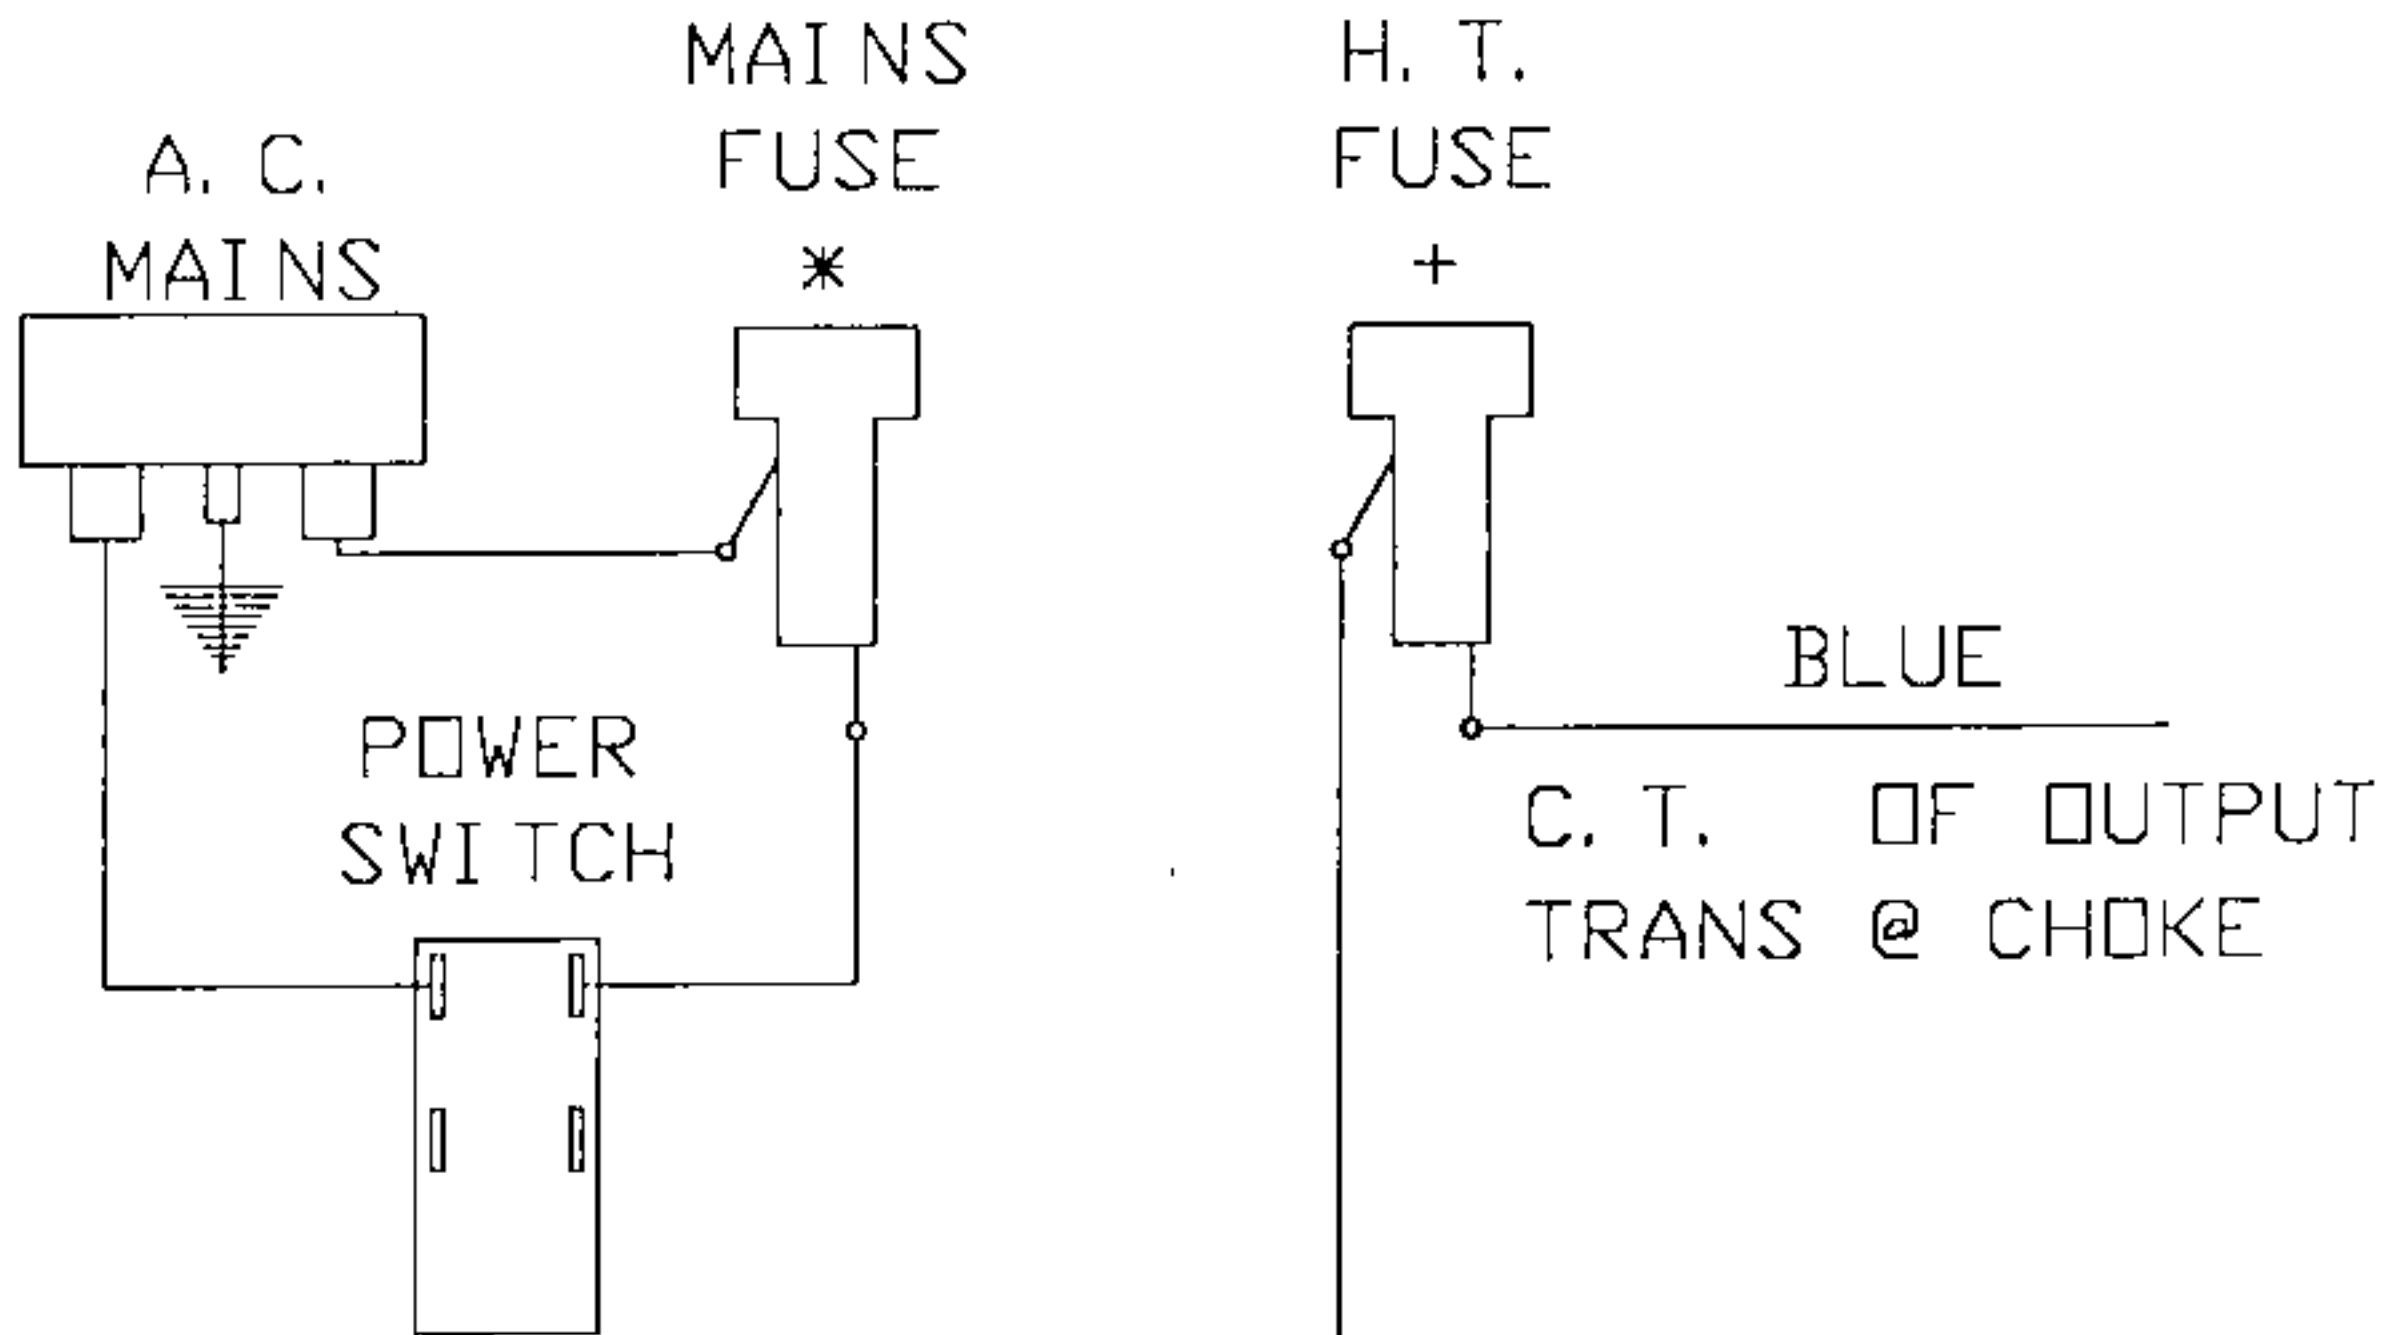 A. C.
MAINS
MAINS
FUSE
*
H. T.
FUSE
+
BLUE
C. T. OF OUTPUT
TRANS @ CHOKE
POWER
SWITCH